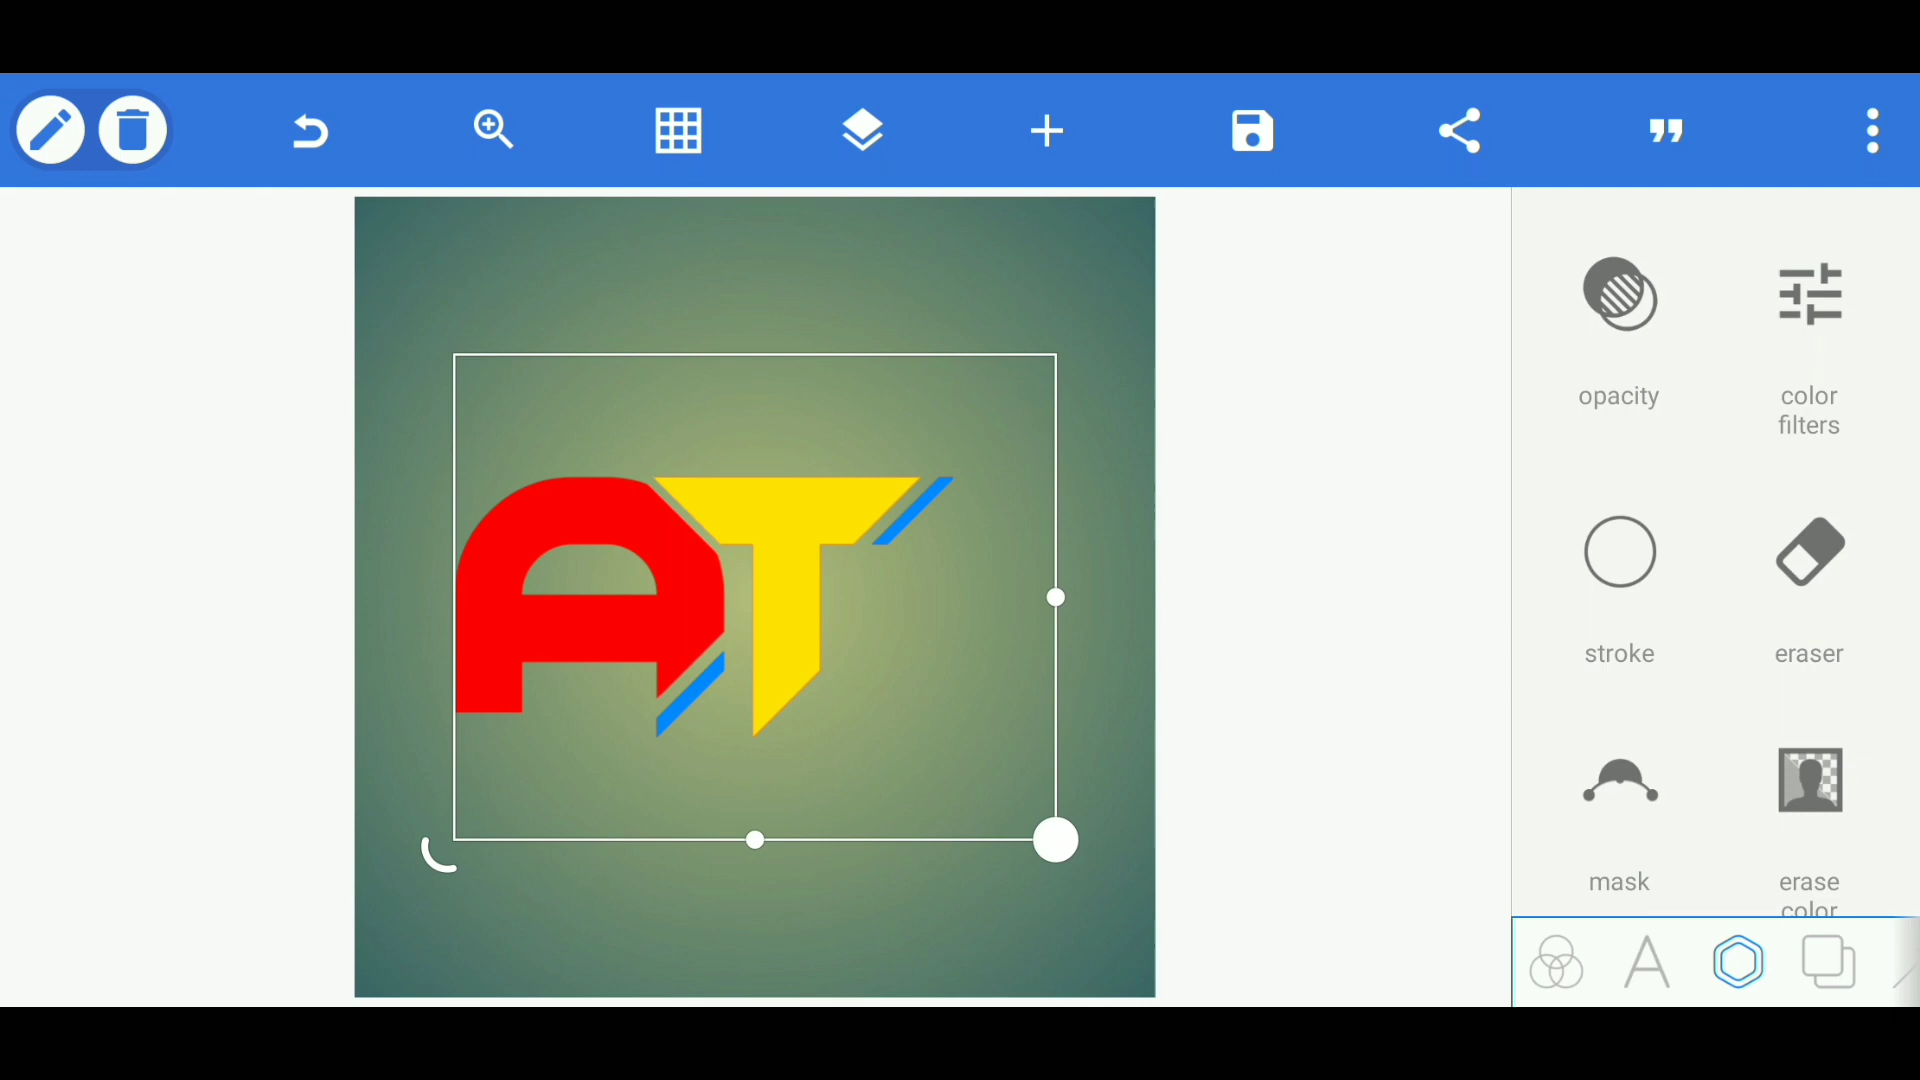 AT
opacity
color
filters
stroke
eraser
mask
erase
color